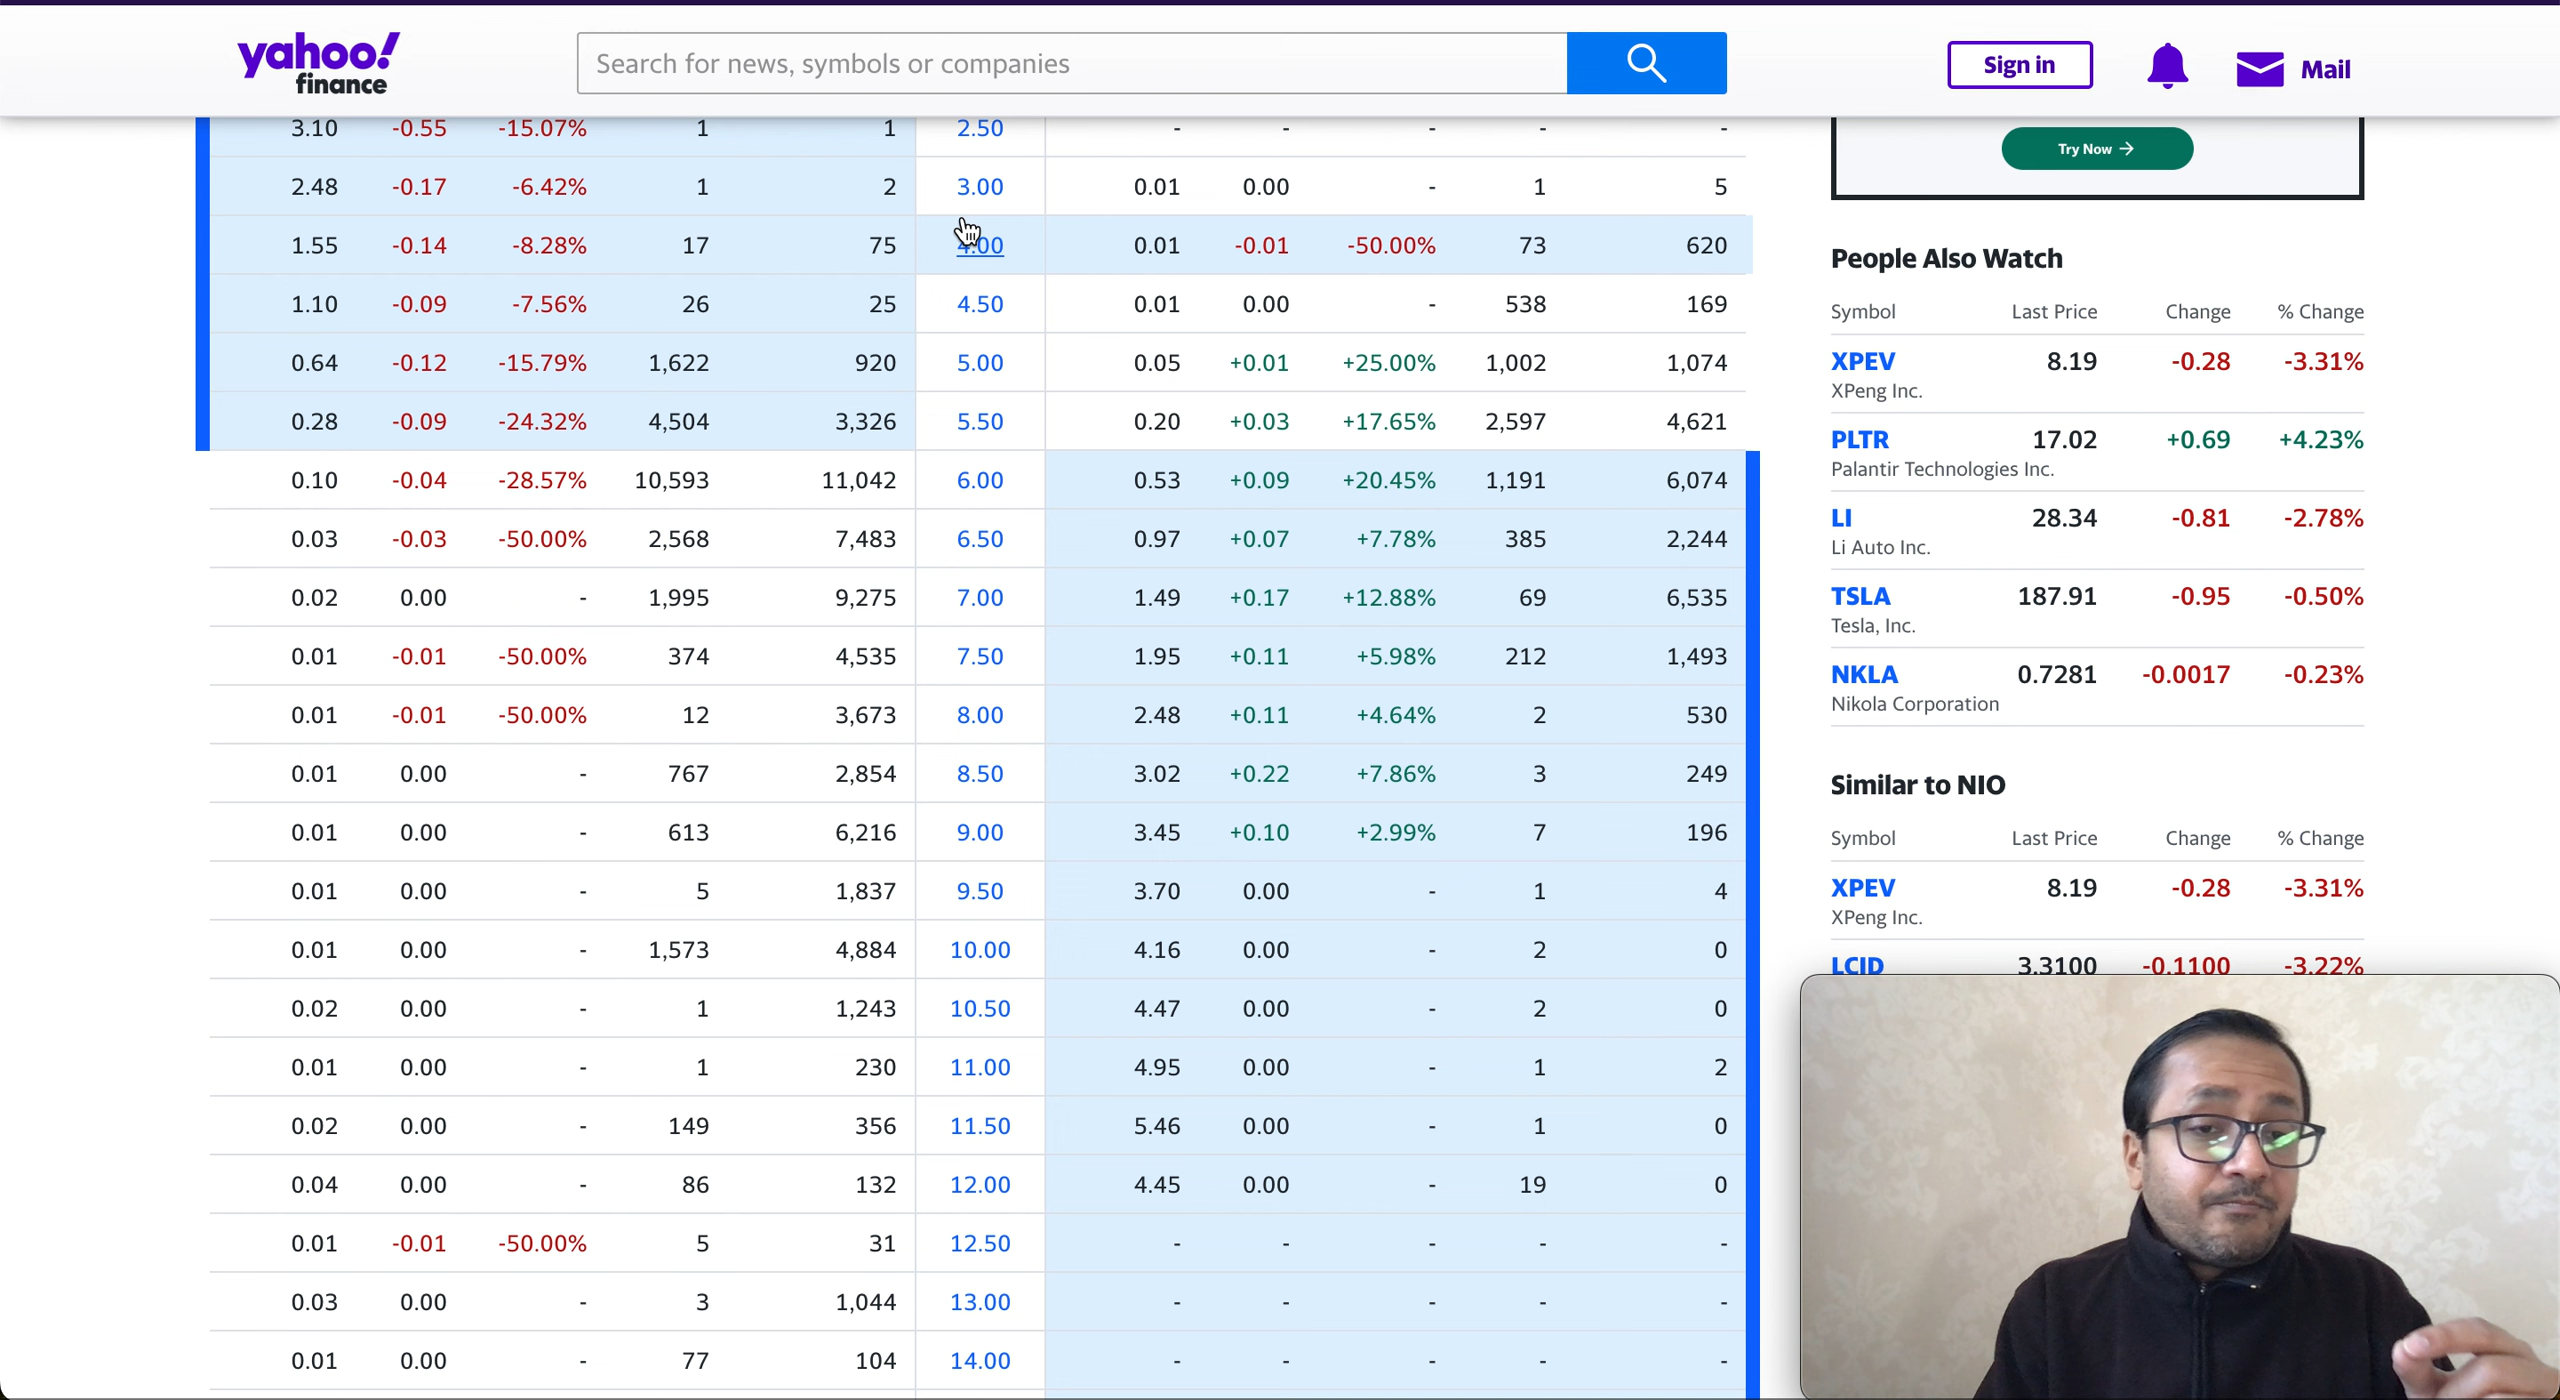 yahoo!
finance
Search for news, symbols or companies
Sign in
Mail
3.10 -0.55 -15.07% 1 1 2.50 - - - - -
2.48 -0.17 -6.42% 1 2 3.00 0.01 0.00 - 1 5
1.55 -0.14 -8.28% 17 75 4.00 0.01 -0.01 -50.00% 73 620
1.10 -0.09 -7.56% 26 25 4.50 0.01 0.00 - 538 169
0.64 -0.12 -15.79% 1,622 920 5.00 0.05 +0.01 +25.00% 1,002 1,074
0.28 -0.09 -24.32% 4,504 3,326 5.50 0.20 +0.03 +17.65% 2,597 4,621
0.10 -0.04 -28.57% 10,593 11,042 6.00 0.53 +0.09 +20.45% 1,191 6,074
0.03 -0.03 -50.00% 2,568 7,483 6.50 0.97 +0.07 +7.78% 385 2,244
0.02 0.00 - 1,995 9,275 7.00 1.49 +0.17 +12.88% 69 6,535
0.01 -0.01 -50.00% 374 4,535 7.50 1.95 +0.11 +5.98% 212 1,493
0.01 -0.01 -50.00% 12 3,673 8.00 2.48 +0.11 +4.64% 2 530
0.01 0.00 - 767 2,854 8.50 3.02 +0.22 +7.86% 3 249
0.01 0.00 - 613 6,216 9.00 3.45 +0.10 +2.99% 7 196
0.01 0.00 - 5 1,837 9.50 3.70 0.00 - 1 4
0.01 0.00 - 1,573 4,884 10.00 4.16 0.00 - 2 0
0.02 0.00 - 1 1,243 10.50 4.47 0.00 - 2 0
0.01 0.00 - 1 230 11.00 4.95 0.00 - 1 2
0.02 0.00 - 149 356 11.50 5.46 0.00 - 1 0
0.04 0.00 - 86 132 12.00 4.45 0.00 - 19 0
0.01 -0.01 -50.00% 5 31 12.50 - - - - -
0.03 0.00 - 3 1,044 13.00 - - - - -
0.01 0.00 - 77 104 14.00 - - - - -
Try Now →
People Also Watch
Symbol Last Price Change % Change
XPEV 8.19 -0.28 -3.31%
XPeng Inc.
PLTR 17.02 +0.69 +4.23%
Palantir Technologies Inc.
LI 28.34 -0.81 -2.78%
Li Auto Inc.
TSLA 187.91 -0.95 -0.50%
Tesla, Inc.
NKLA 0.7281 -0.0017 -0.23%
Nikola Corporation
Similar to NIO
Symbol Last Price Change % Change
XPEV 8.19 -0.28 -3.31%
XPeng Inc.
LCID 3.3100 -0.1100 -3.22%